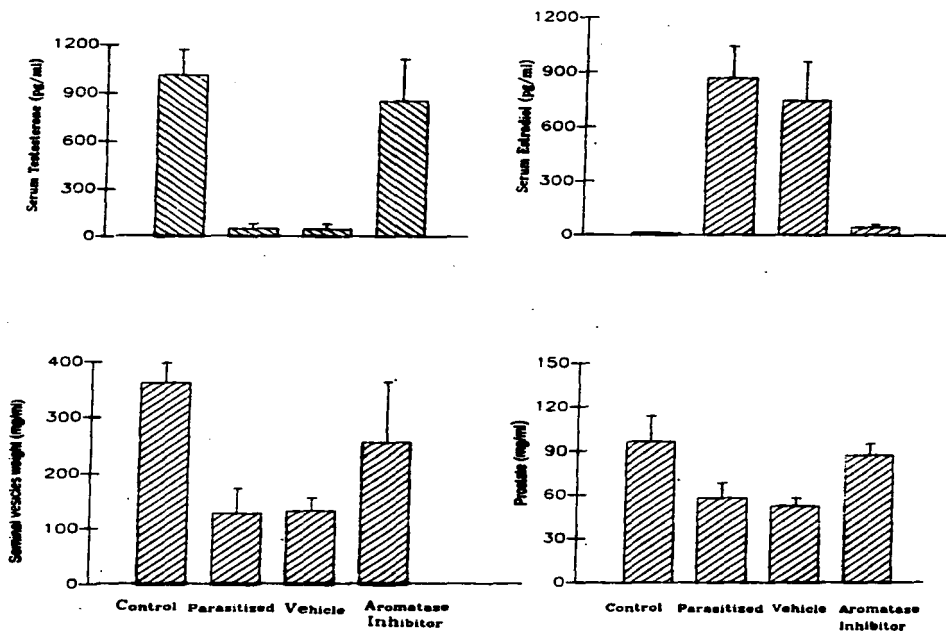 1200
900
600
300
0
Serum Testosterone (pg/ml)
1200
900
600
300
0
Serum Estradiol (pg/ml)
400
300
200
100
0
Seminal vesicles weight (mg/ml)
Control Parasitized Vehicle Aromatase
Inhibitor
150
120
90
60
30
0
Prostate (mg/ml)
Control Parasitized Vehicle Aromatase
Inhibitor